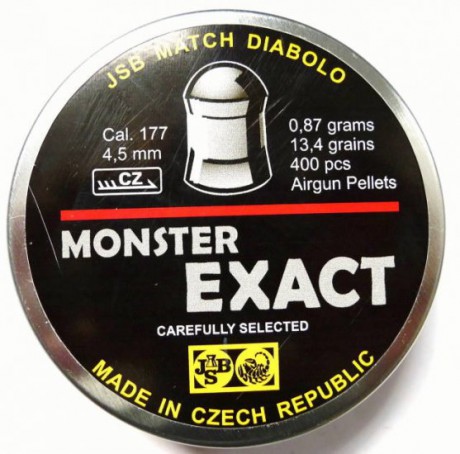 JSB MATCH DIABOLO
Cal. 177
4,5 mm
CZ
0,87 grams
13,4 grains
400 pcs
Airgun Pellets
MONSTER
EXACT
CAREFULLY SELECTED
JSB
MADE IN CZECH REPUBLIC